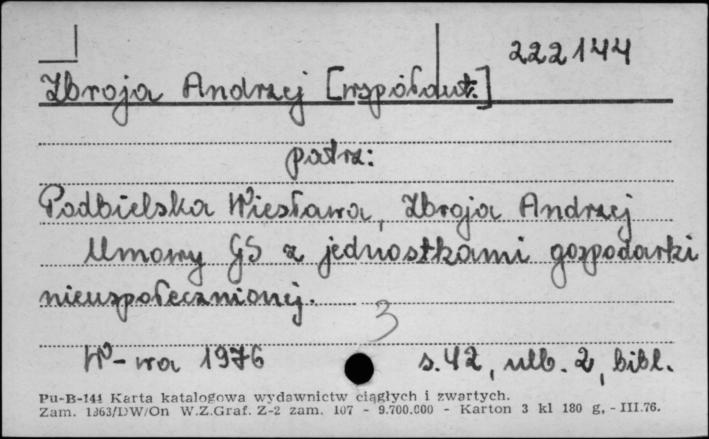 222144
Zbroja Andrzej [współaut.]
patrz:
Podbielska Wiesława, Zbroja Andrzej
Umowy GS z jednostkami gospodarki
nieuspołecznionej.
3
W-wa 1976 s. 42, nlb. 2, bibl.
Pu-B-141 Karta katalogowa wydawnictw ciągłych i zwartych.
Zam. 1363/DW/On W.Z.Graf. Z-2 zam. 107 - 9.700.000 - Karton 3 kl 180 g, - III.76.